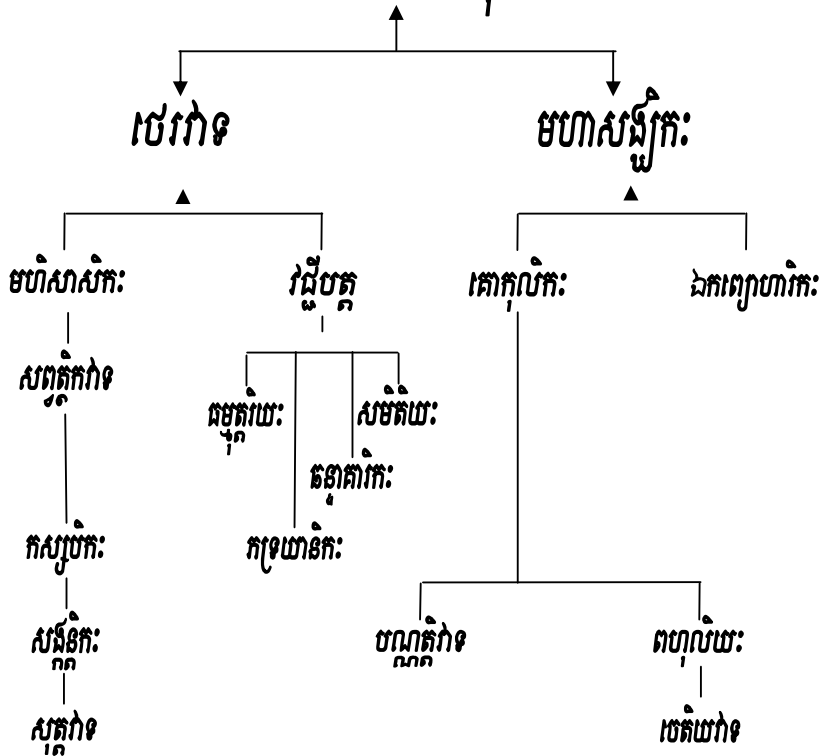 ថេរវាទ
មហាសង្ឃិកៈ
មហិសាសិកៈ
វជ្ជីបត្ត
គោកុលិកៈ
ឯកព្យោហារិកៈ
សព្វត្ថិកវាទ
ធម្មុត្តរិយៈ
សមិតិយៈ
ធន្ទាគារិកៈ
កស្សបិកៈ
ភទ្រយានិកៈ
សង្កន្តិកៈ
បណ្ណត្តិវាទ
ពហុលិយៈ
សុត្តវាទ
ចេតិយវាទ